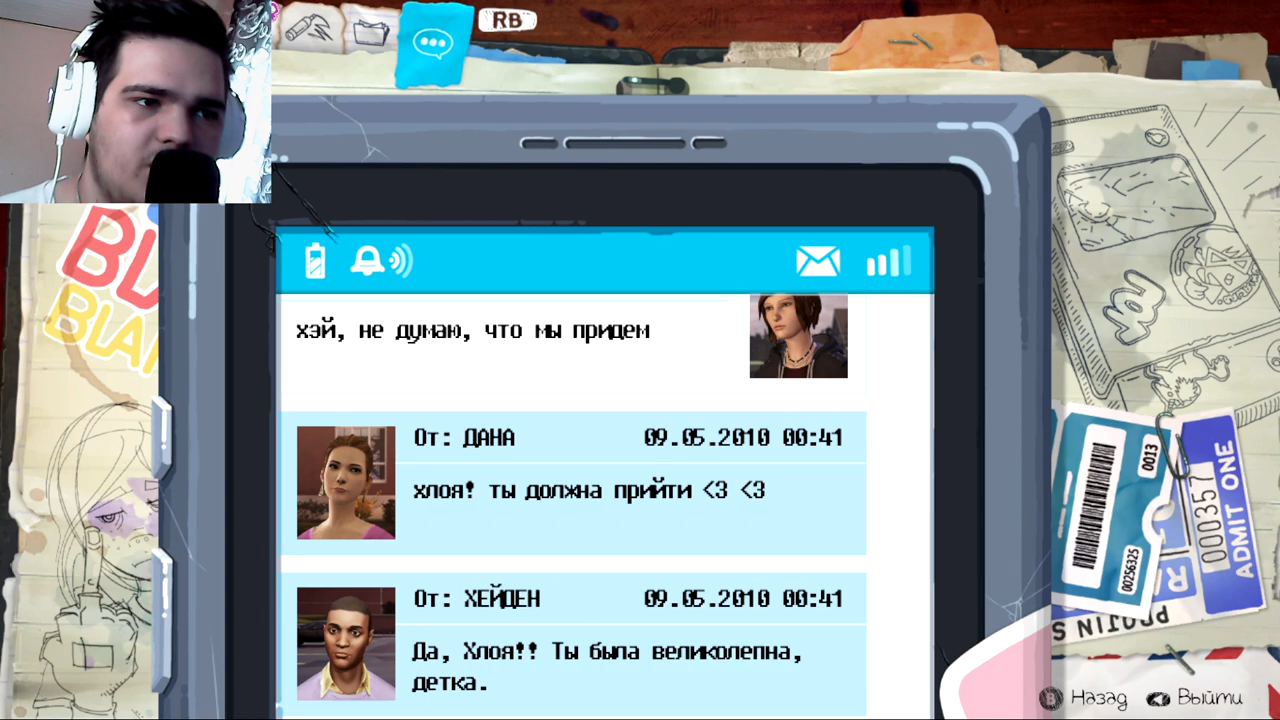 RB
BL
BLA
хэй, не думаю, что мы придем
От: ДАНА 09.05.2010 00:41
хлоя! ты должна прийти <3 <3
От: ХЕЙДЕН 09.05.2010 00:41
Да, Хлоя!! Ты была великолепна,
детка.
0013
00256325
000357
ADMIT ONE
Назад
Выйти